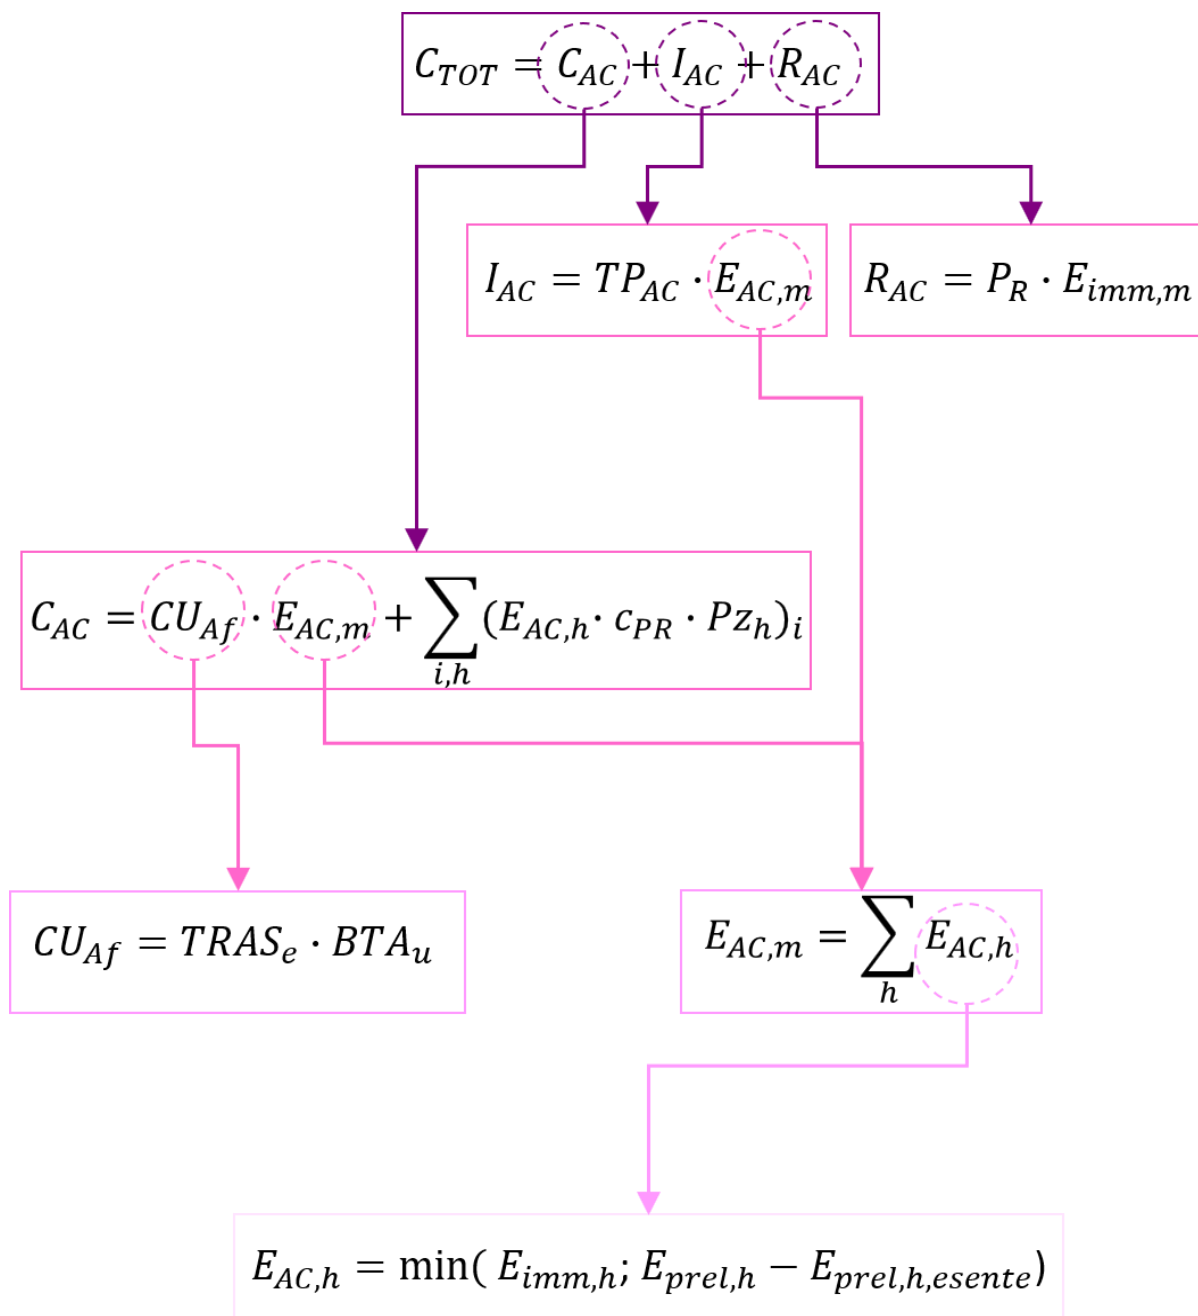 C_TOT = C_AC + I_AC + R_AC
I_AC = TP_AC · E_AC,m
R_AC = P_R · E_imm,m
C_AC = CU_Af · E_AC,m + ∑_i,h (E_AC,h · c_PR · Pz_h)_i
CU_Af = TRAS_e · BTA_u
E_AC,m = ∑_h E_AC,h
E_AC,h = min( E_imm,h; E_prel,h − E_prel,h,esente)